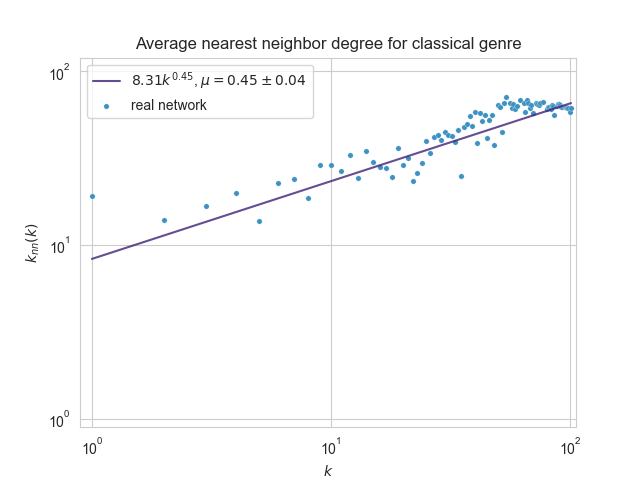 Average nearest neighbor degree for classical genre
8.31k^0.45, μ = 0.45 ± 0.04
real network
10^2
10^1
10^0
k_nn(k)
10^0 10^1 10^2
k